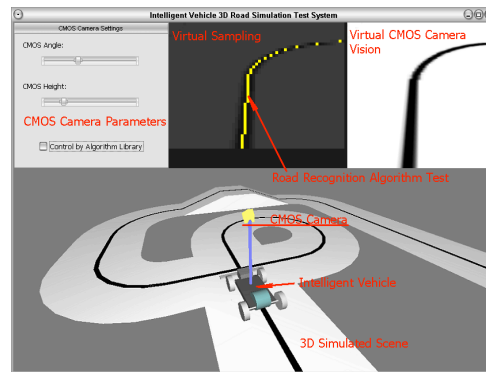 Intelligent Vehicle 3D Road Simulation Test System
CMOS Camera Settings
CMOS Angle:
CMOS Height:
CMOS Camera Parameters
Control by Algorithm Library
Virtual Sampling
Virtual CMOS Camera
Vision
Road Recognition Algorithm Test
CMOS Camera
Intelligent Vehicle
3D Simulated Scene